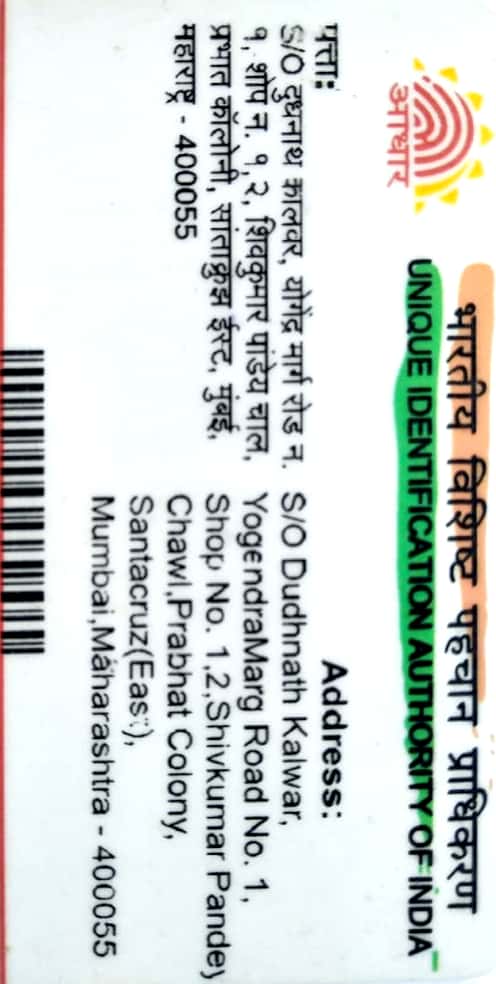 आधार
भारतीय विशिष्ट पहचान प्राधिकरण
UNIQUE IDENTIFICATION AUTHORITY OF INDIA
पत्ता:
S/O दुधनाथ कालवर, योगेंद्र मार्ग रोड न.
१, शोप न. १,२, शिवकुमार पांडेय चाल,
प्रभात कॉलोनी, सांताक्रुझ ईस्ट, मुंबई,
महाराष्ट्र - 400055
Address:
S/O Dudhnath Kalwar,
YogendraMarg Road No. 1,
Shop No. 1,2,Shivkumar Pandey
Chawl,Prabhat Colony,
Santacruz(East),
Mumbai,Maharashtra - 400055